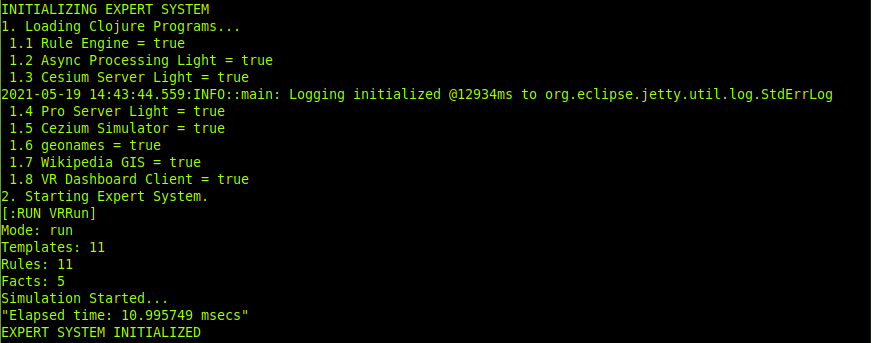 INITIALIZING EXPERT SYSTEM
1. Loading Clojure Programs...
1.1 Rule Engine = true
1.2 Async Processing Light = true
1.3 Cesium Server Light = true
2021-05-19 14:43:44.559:INFO::main: Logging initialized @12934ms to org.eclipse.jetty.util.log.StdErrLog
1.4 Pro Server Light = true
1.5 Cezium Simulator = true
1.6 geonames = true
1.7 Wikipedia GIS = true
1.8 VR Dashboard Client = true
2. Starting Expert System.
[:RUN VRRun]
Mode: run
Templates: 11
Rules: 11
Facts: 5
Simulation Started...
"Elapsed time: 10.995749 msecs"
EXPERT SYSTEM INITIALIZED